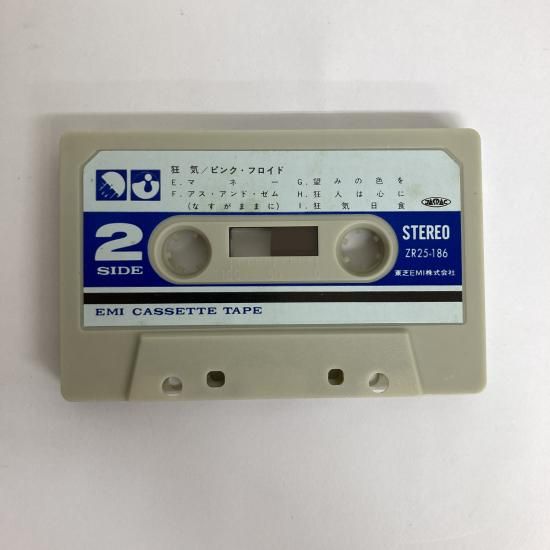 狂気/ピンク・フロイド
E. マネー
F. アス・アンド・ゼム
(なすがままに)
G. 望みの色を
H. 狂人は心に
I. 狂気日食
JASRAC
2
SIDE
STEREO
ZR25-186
東芝EMI株式会社
EMI CASSETTE TAPE